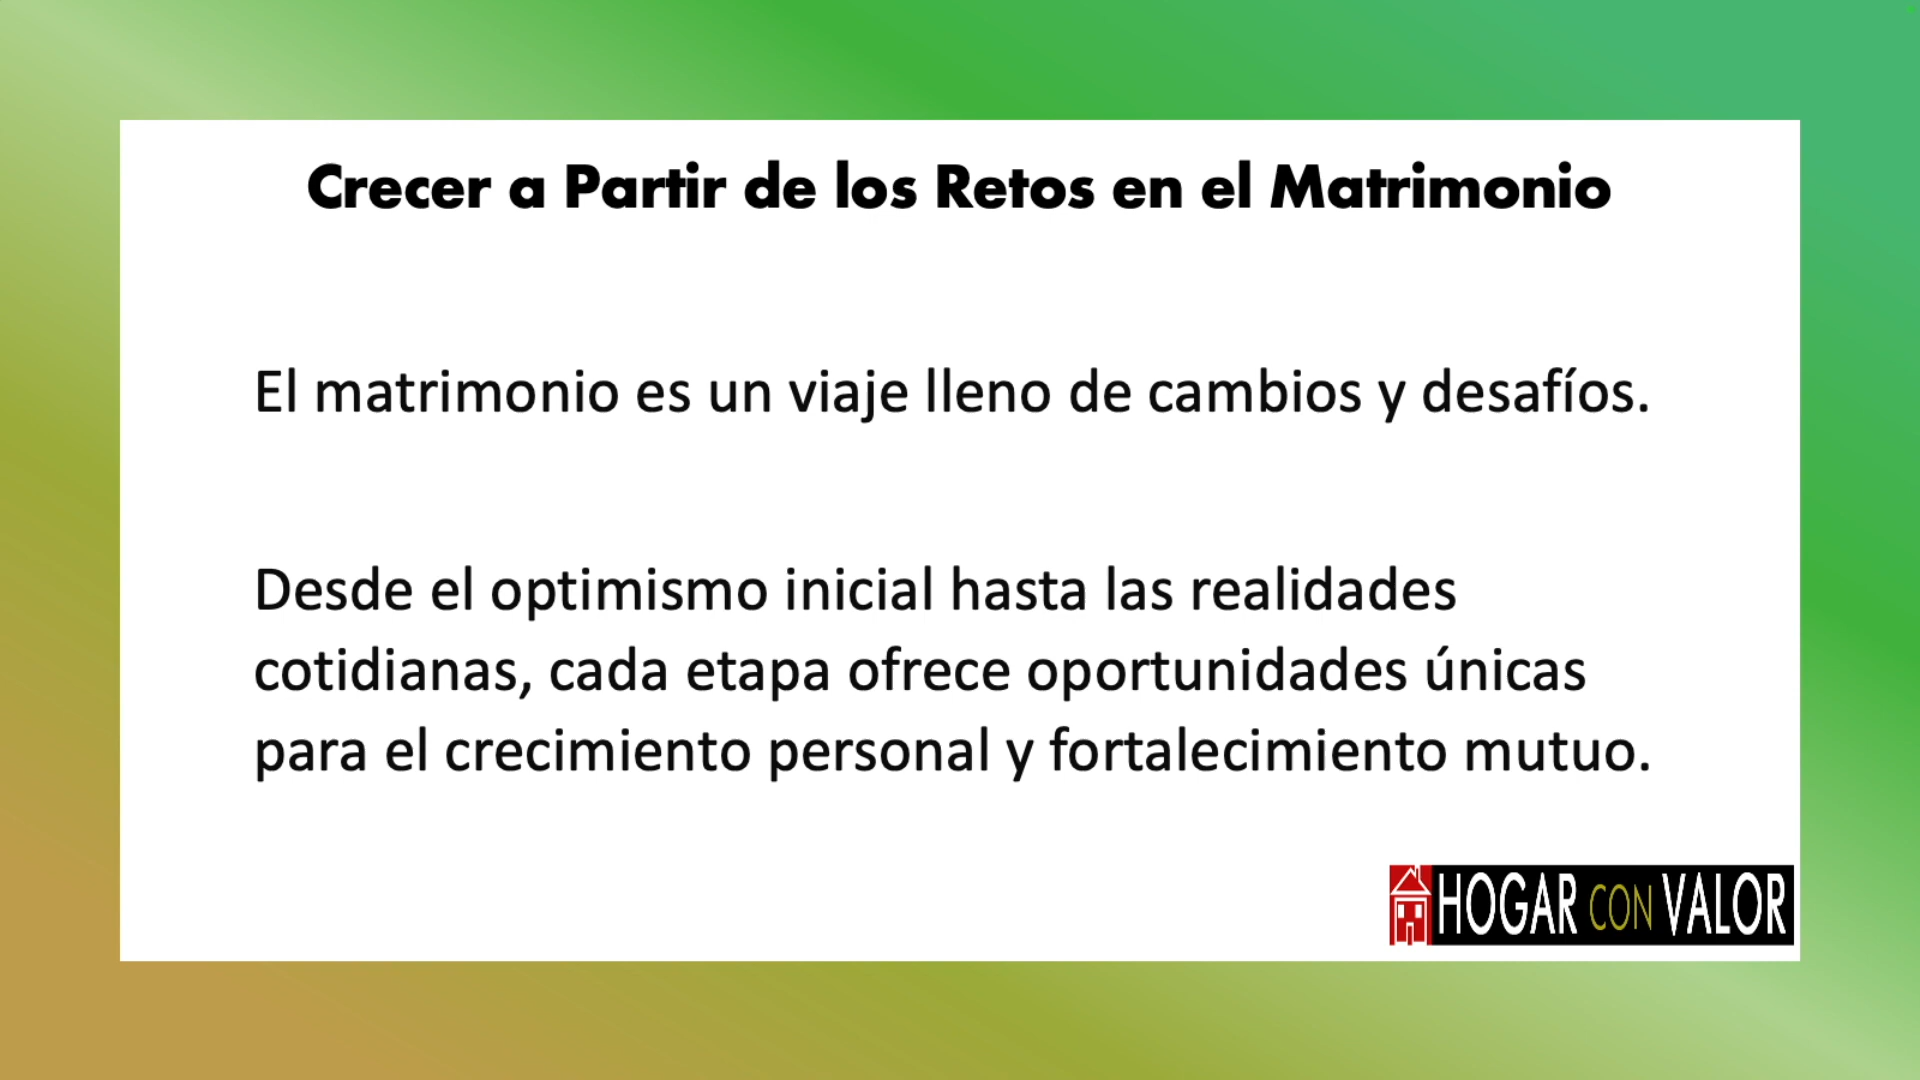 Crecer a Partir de los Retos en el Matrimonio
El matrimonio es un viaje lleno de cambios y desafíos.
Desde el optimismo inicial hasta las realidades
cotidianas, cada etapa ofrece oportunidades únicas
para el crecimiento personal y fortalecimiento mutuo.
HOGAR CON VALOR